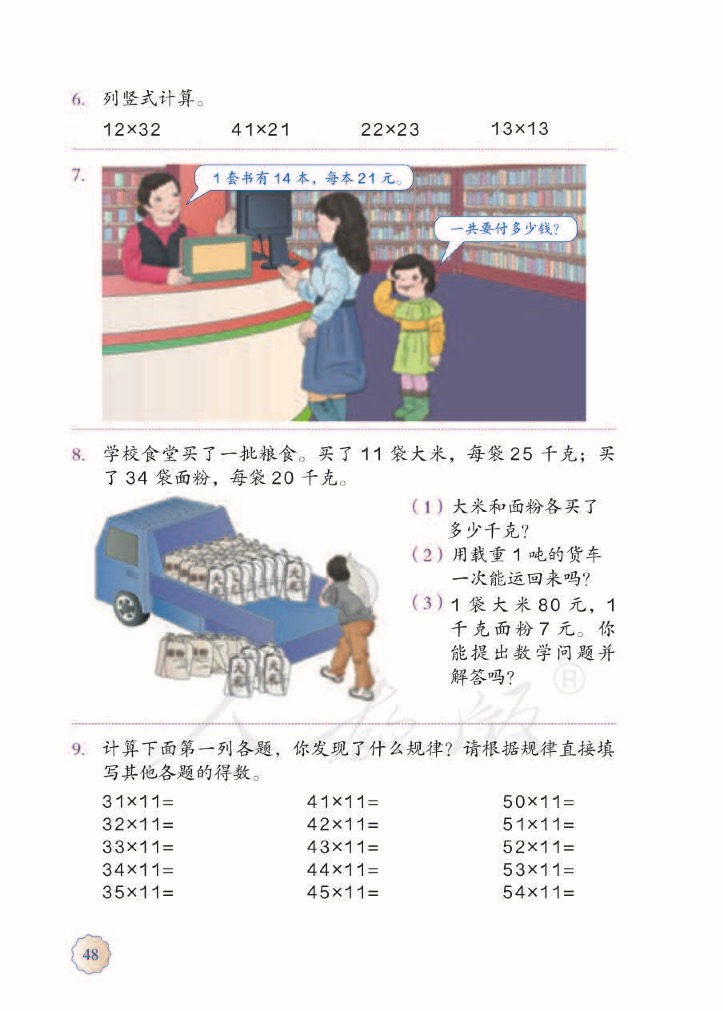 6. 列竖式计算。
12×32 41×21 22×23 13×13
7.
1 套书有 14 本，每本 21 元。
一共要付多少钱？
8. 学校食堂买了一批粮食。买了 11 袋大米，每袋 25 千克；买
了 34 袋面粉，每袋 20 千克。
（1）大米和面粉各买了
多少千克？
（2）用载重 1 吨的货车
一次能运回来吗？
（3）1 袋大米 80 元，1
千克面粉 7 元。你
能提出数学问题并
解答吗？
大米
大米
大米
人教版®
9. 计算下面第一列各题，你发现了什么规律？请根据规律直接填
写其他各题的得数。
31×11= 41×11= 50×11=
32×11= 42×11= 51×11=
33×11= 43×11= 52×11=
34×11= 44×11= 53×11=
35×11= 45×11= 54×11=
48